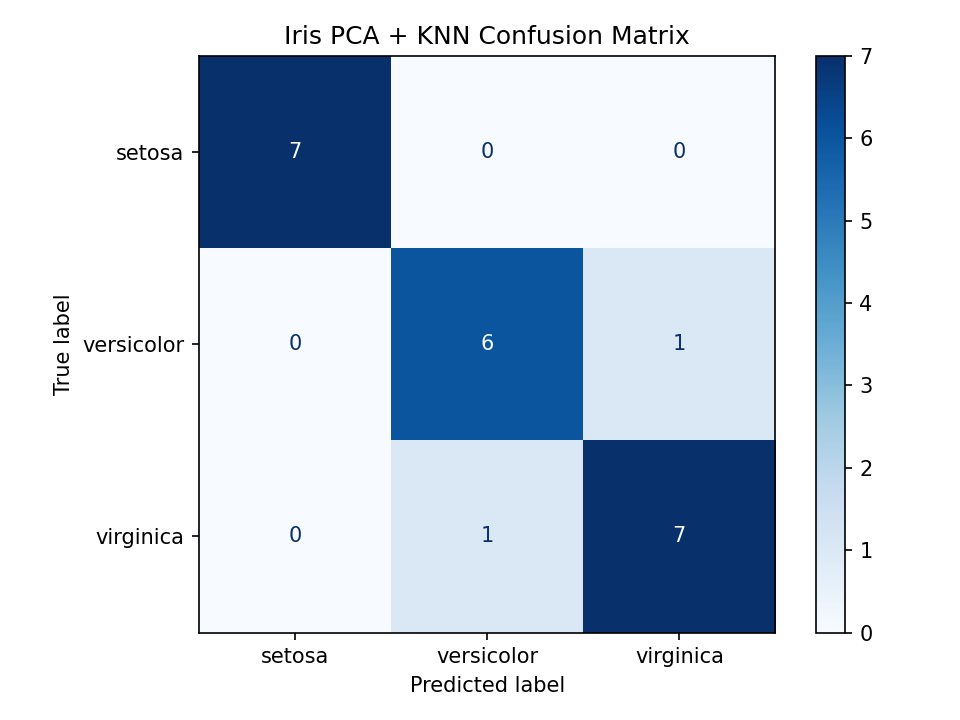 Iris PCA + KNN Confusion Matrix
setosa 7 0 0
versicolor 0 6 1
virginica 0 1 7
setosa versicolor virginica
Predicted label
True label
7
6
5
4
3
2
1
0